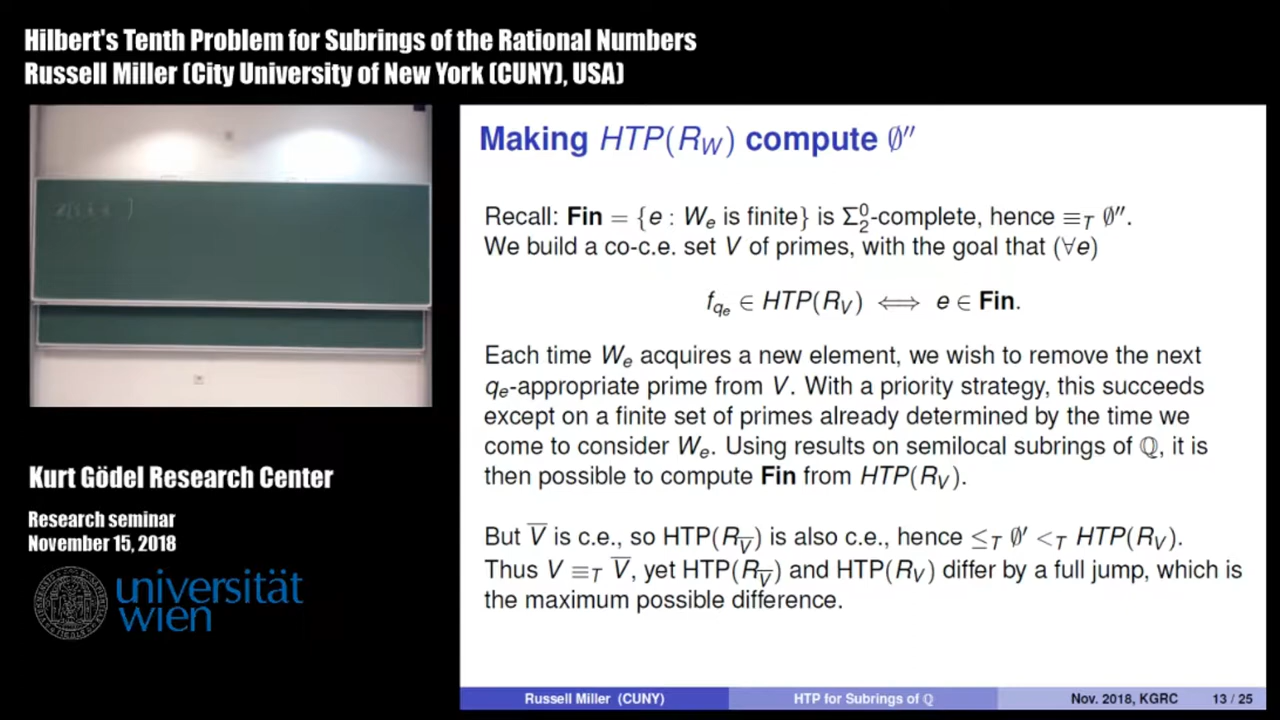 Hilbert's Tenth Problem for Subrings of the Rational Numbers
Russell Miller (City University of New York (CUNY), USA)
Making HTP(R_W) compute ∅′′
Recall: Fin = {e : W_e is finite} is Σ⁰₂-complete, hence ≡_T ∅′′.
We build a co-c.e. set V of primes, with the goal that (∀e)
f_{q_e} ∈ HTP(R_V) ⟺ e ∈ Fin.
Each time W_e acquires a new element, we wish to remove the next
q_e-appropriate prime from V. With a priority strategy, this succeeds
except on a finite set of primes already determined by the time we
come to consider W_e. Using results on semilocal subrings of ℚ, it is
then possible to compute Fin from HTP(R_V).
But V̅ is c.e., so HTP(R_V̅) is also c.e., hence ≤_T ∅′ <_T HTP(R_V).
Thus V ≡_T V̅, yet HTP(R_V̅) and HTP(R_V) differ by a full jump, which is
the maximum possible difference.
Kurt Gödel Research Center
Research seminar
November 15, 2018
universität
wien
Russell Miller (CUNY) HTP for Subrings of ℚ Nov. 2018, KGRC 13 / 25